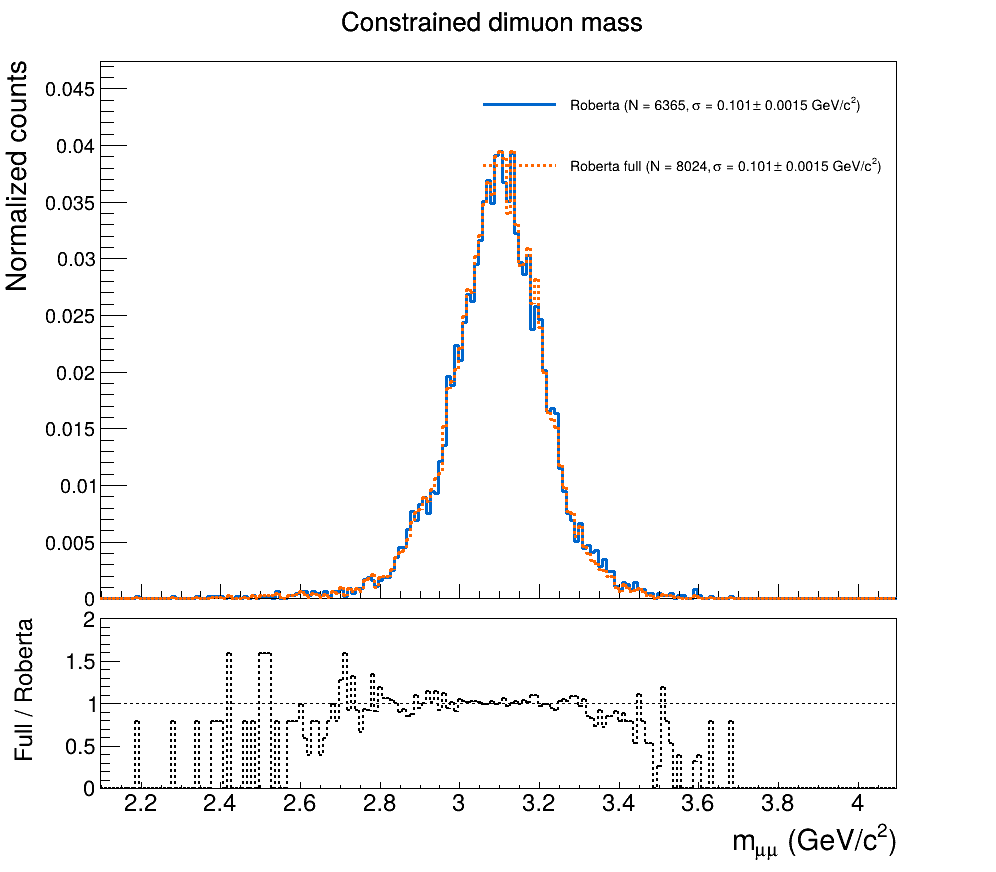 Constrained dimuon mass
Normalized counts
0.045
0.04
0.035
0.03
0.025
0.02
0.015
0.01
0.005
0
Roberta (N = 6365, σ = 0.101± 0.0015 GeV/c²)
Roberta full (N = 8024, σ = 0.101± 0.0015 GeV/c²)
Full / Roberta
2
1.5
1
0.5
0
2.2 2.4 2.6 2.8 3 3.2 3.4 3.6 3.8 4
m_μμ (GeV/c²)